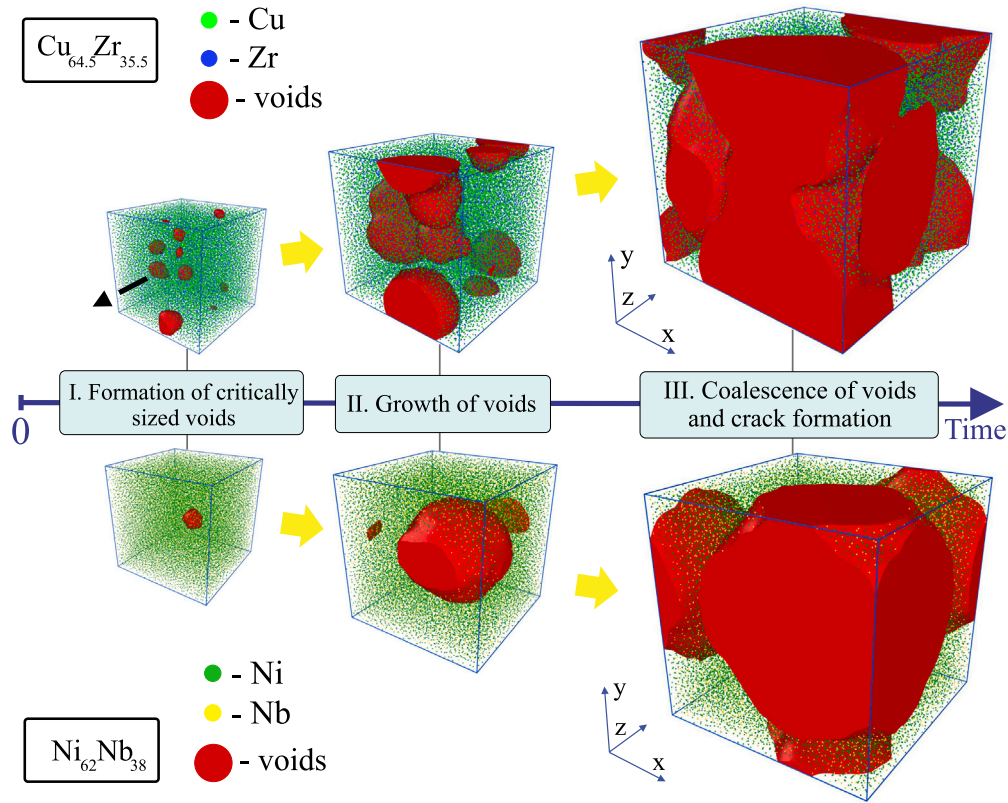 Cu64.5Zr35.5
- Cu
- Zr
- voids
y
z
x
I. Formation of critically
sized voids
II. Growth of voids
III. Coalescence of voids
and crack formation
0
Time
- Ni
- Nb
- voids
Ni62Nb38
y
z
x